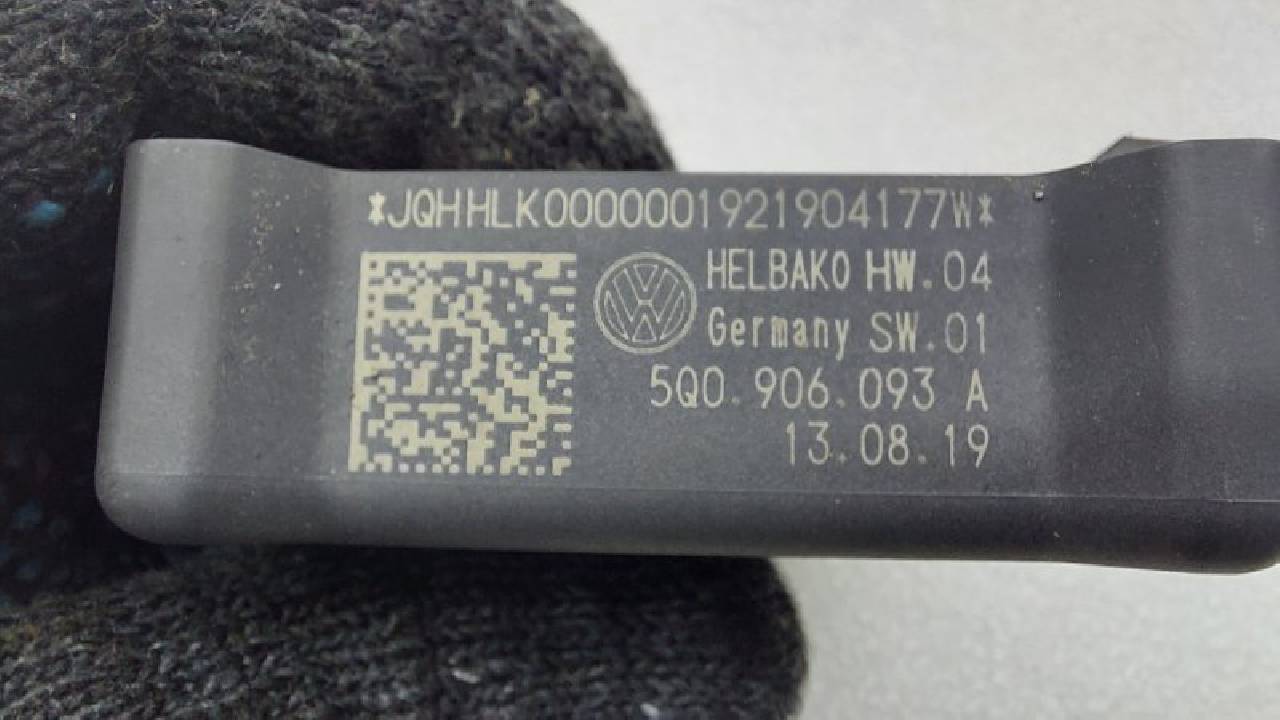 *JQHHLK0000001921904177W*
HELBAKO HW.04
Germany SW.01
5Q0.906.093 A
13.08.19